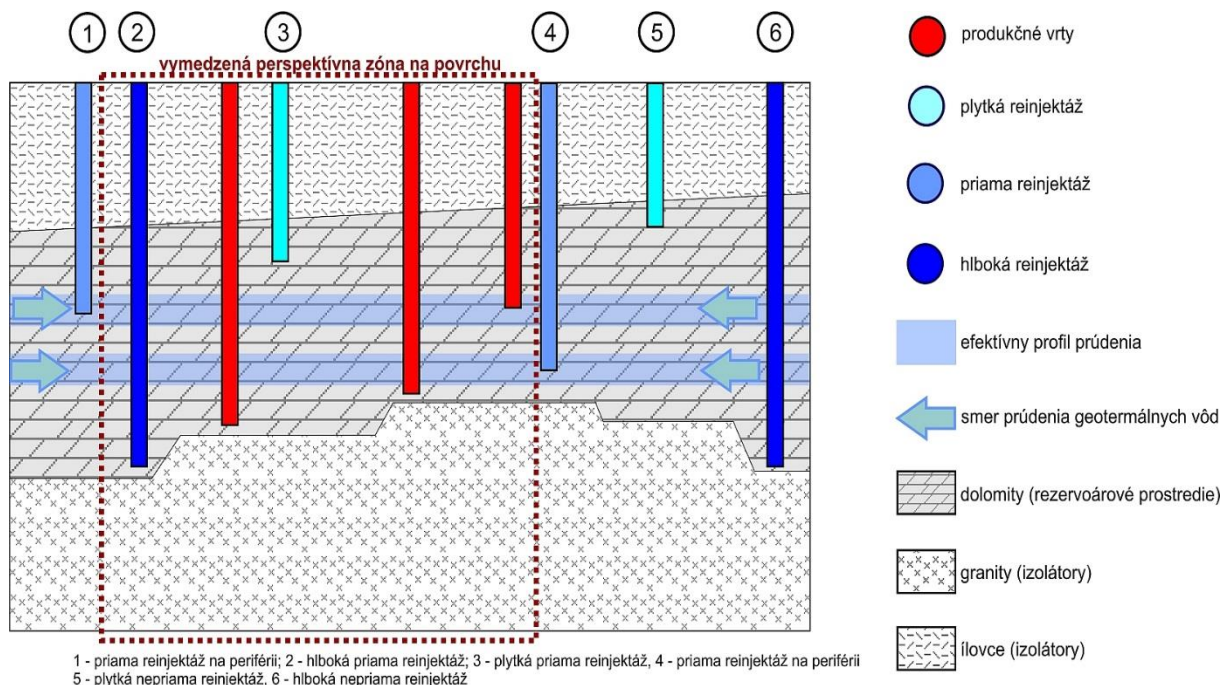 1 2 3 4 5 6
vymedzená perspektívna zóna na povrchu
produkčné vrty
plytká reinjektáž
priama reinjektáž
hlboká reinjektáž
efektívny profil prúdenia
smer prúdenia geotermálnych vôd
dolomity (rezervoárové prostredie)
granity (izolátory)
ílovce (izolátory)
1 - priama reinjektáž na periférii; 2 - hlboká priama reinjektáž; 3 - plytká priama reinjektáž, 4 - priama reinjektáž na periférii
5 - plytká nepriama reinjektáž, 6 - hlboká nepriama reinjektáž